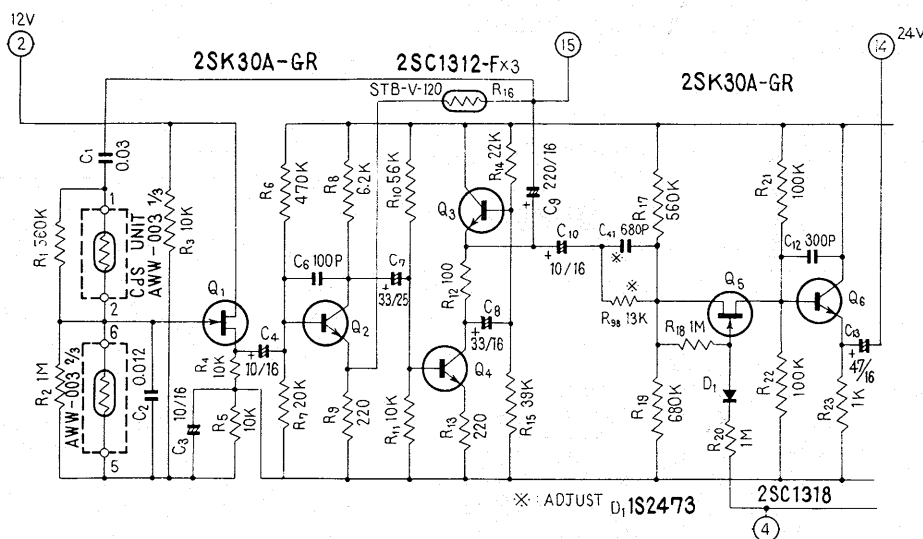 12V
2
2SK30A-GR
2SC1312-F×3
15
2SK30A-GR
14
24V
STB-V-120
R16
C1
0.03
1
CdS UNIT
AWW-003 1/3
R1 560K
2
R3 10K
Q1
6
AWW-003 2/3
R2 1M
5
C2 0.012
C3 10/16
R4
10K
R5
10K
C4
+
10/16
R6
470K
C6 100P
R7 20K
R8
6.2K
Q2
R9
220
C7
+
33/25
R10 56K
R11 10K
Q3
R12 100
Q4
R13
220
C8
+
33/16
R14 22K
R15
39K
+
C9
220/16
C10
+
10/16
C41 680P
※
※
R98 13K
R17
560K
R18 1M
R19
680K
Q5
D1
R20
1M
R21
100K
R22
100K
C12 300P
Q6
R23
1K
C13
+
47/16
※: ADJUST
D1 1S2473
2SC1318
4